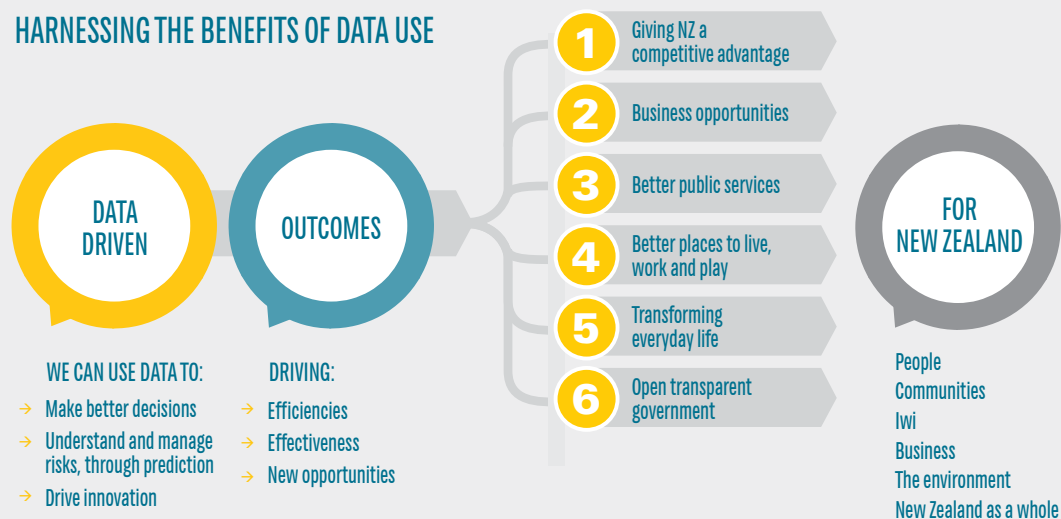 HARNESSING THE BENEFITS OF DATA USE
DATA
DRIVEN
WE CAN USE DATA TO:
→ Make better decisions
→ Understand and manage
risks, through prediction
→ Drive innovation
OUTCOMES
DRIVING:
→ Efficiencies
→ Effectiveness
→ New opportunities
1
Giving NZ a
competitive advantage
2
Business opportunities
3
Better public services
4
Better places to live,
work and play
5
Transforming
everyday life
6
Open transparent
government
FOR
NEW ZEALAND
People
Communities
Iwi
Business
The environment
New Zealand as a whole